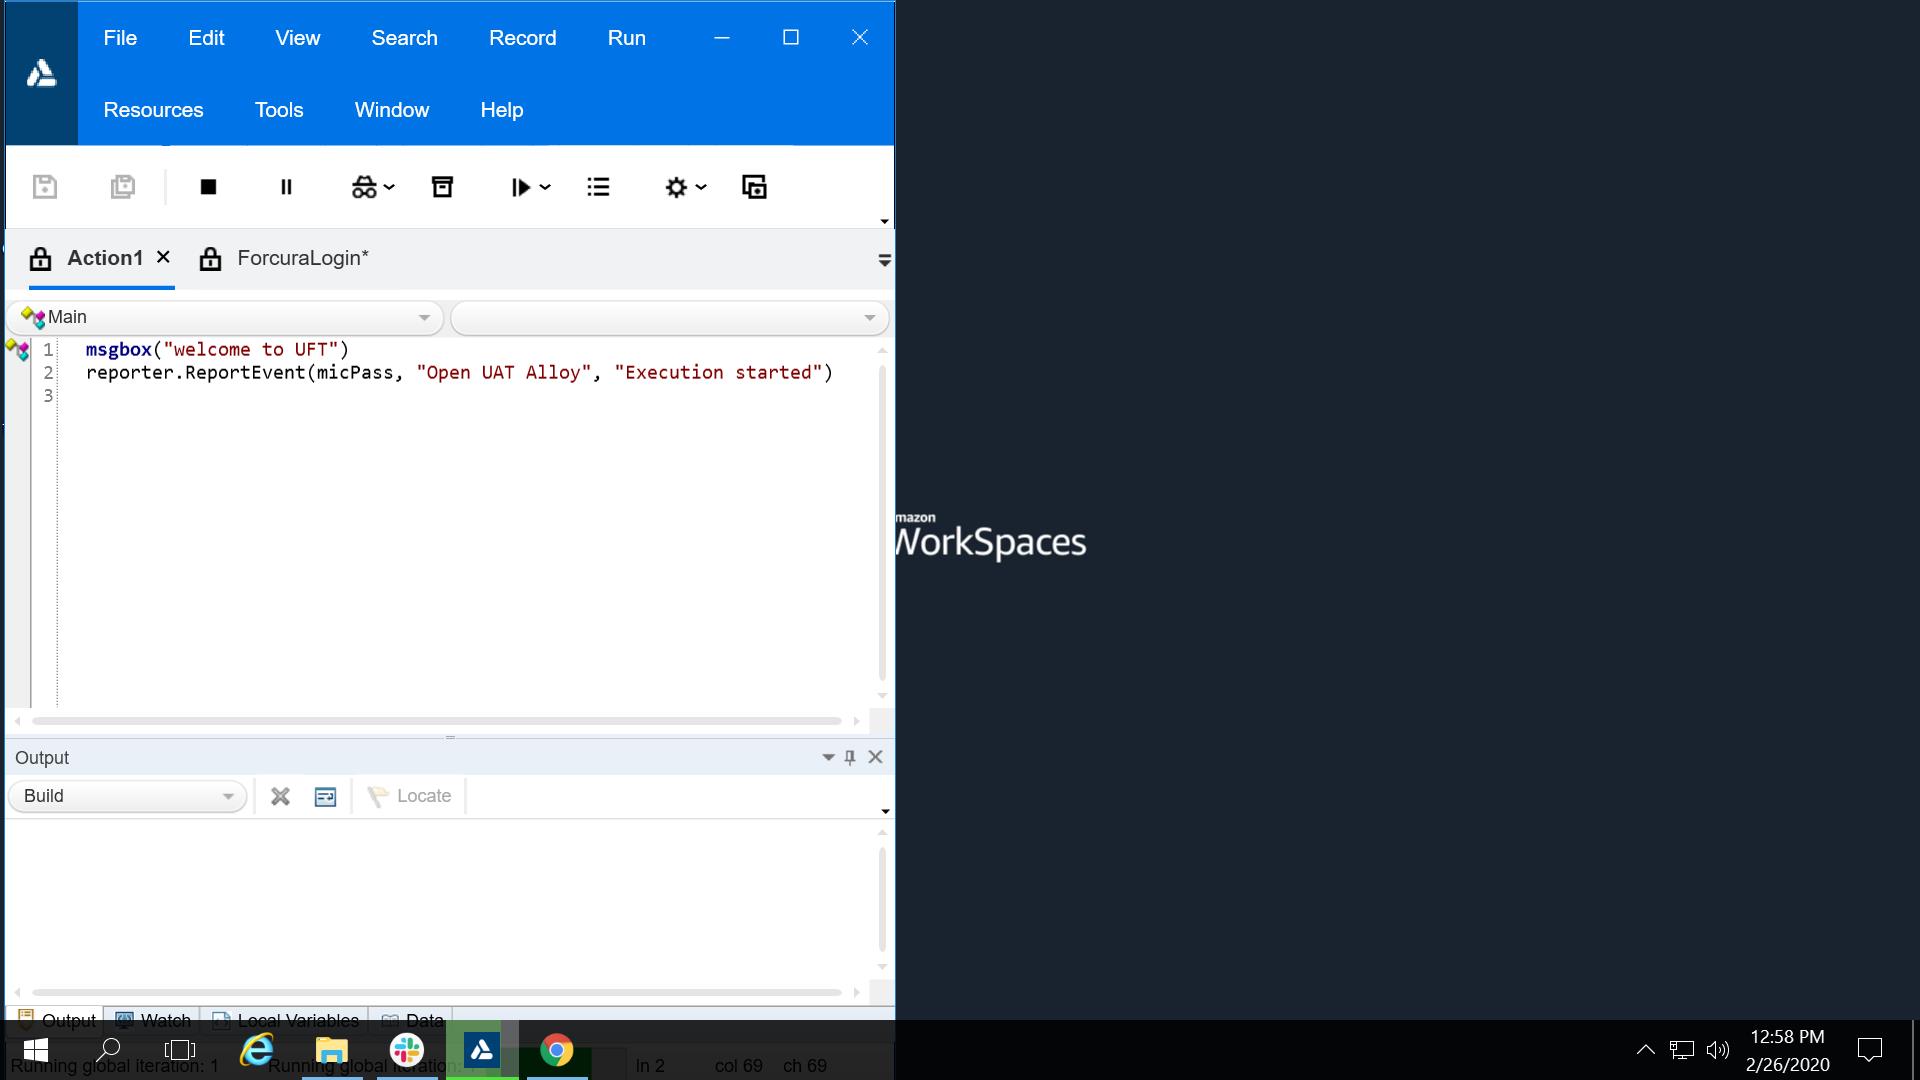 File Edit View Search Record Run
Resources Tools Window Help
Action1 ForcuraLogin*
Main
1 msgbox("welcome to UFT")
2 reporter.ReportEvent(micPass, "Open UAT Alloy", "Execution started")
3
mazon
WorkSpaces
Output
Build Locate
Output Watch Local Variables Data
Running global iteration: 1 Running global iteration: ln 2 col 69 ch 69
12:58 PM
2/26/2020